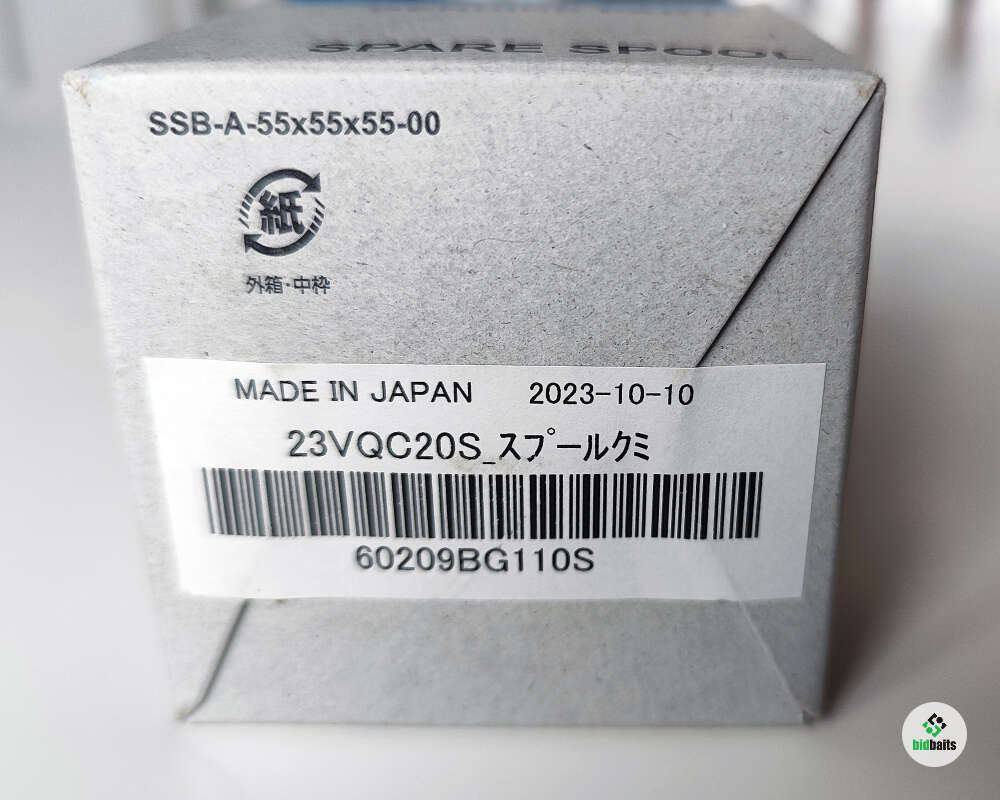 SPARE SPOOL
SSB-A-55x55x55-00
紙
外箱・中枠
MADE IN JAPAN 2023-10-10
23VQC20S_スプールクミ
60209BG110S
bidbaits